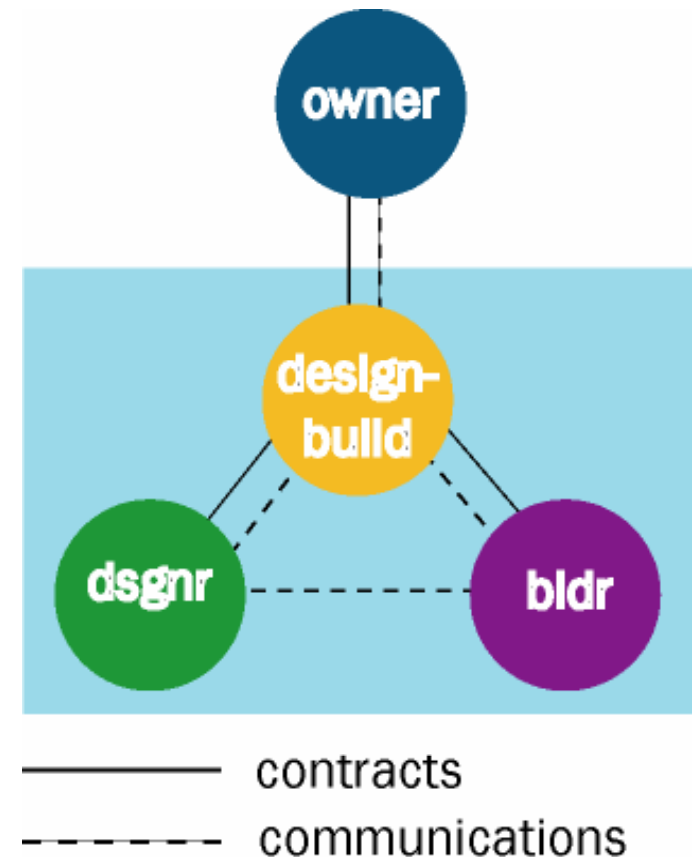 owner
design-
build
dsgnr
bldr
contracts
communications